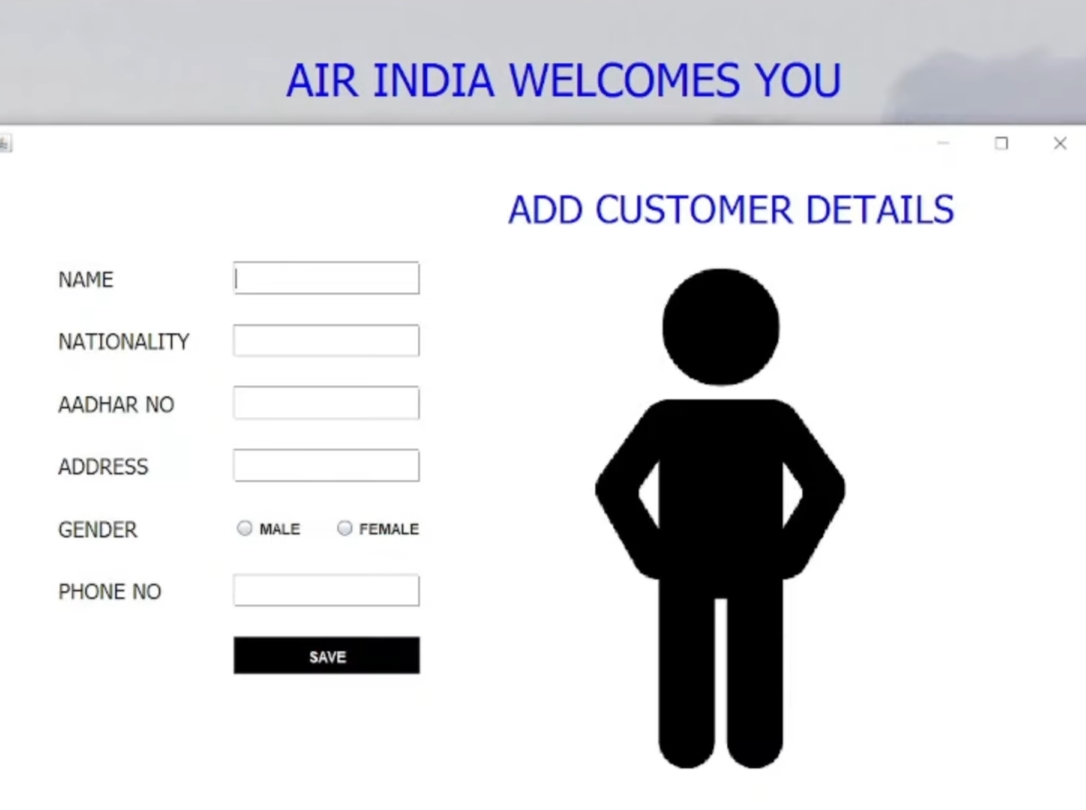 AIR INDIA WELCOMES YOU
ADD CUSTOMER DETAILS
NAME
NATIONALITY
AADHAR NO
ADDRESS
GENDER MALE FEMALE
PHONE NO
SAVE